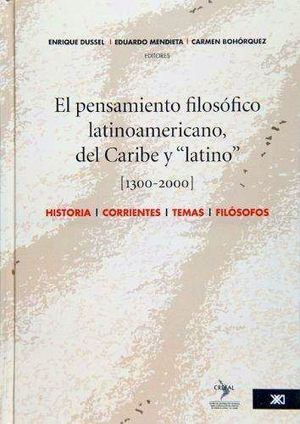 ENRIQUE DUSSEL | EDUARDO MENDIETA | CARMEN BOHÓRQUEZ
EDITORES
El pensamiento filosófico
latinoamericano,
del Caribe y “latino”
[1300-2000]
HISTORIA | CORRIENTES | TEMAS | FILÓSOFOS
CREFAL